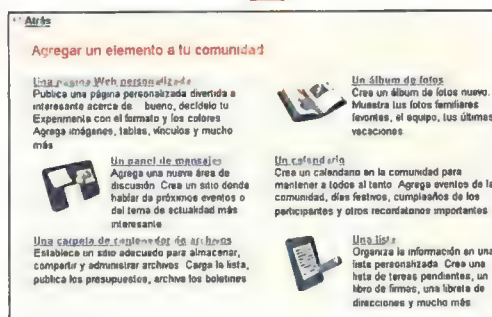 Atrás
Agregar un elemento a tu comunidad
Una página Web personalizada
Publica una página personalizada divertida e
interesante acerca de bueno, decídelo tú
Experimenta con el formato y los colores
Agrega imágenes, tablas, vínculos y mucho
más
Un álbum de fotos
Crea un álbum de fotos nuevo.
Muestra tus fotos familiares
favoritas, el equipo, tus últimas
vacaciones
Un panel de mensajes
Agrega una nueva área de
discusión Crea un sitio donde
hablar de próximos eventos o
del tema de actualidad más
interesante
Un calendario
Crea un calendario en la comunidad para
mantener a todos al tanto Agrega eventos de la
comunidad, días festivos, cumpleaños de los
participantes y otros recordatorios importantes
Una carpeta de contenedor de archivos
Establece un sitio adecuado para almacenar,
compartir y administrar archivos Carga la lista,
publica los presupuestos, archiva los boletines
Una lista
Organiza la información en una
lista personalizada Crea una
lista de tareas pendientes, un
libro de firmas, una libreta de
direcciones y mucho más